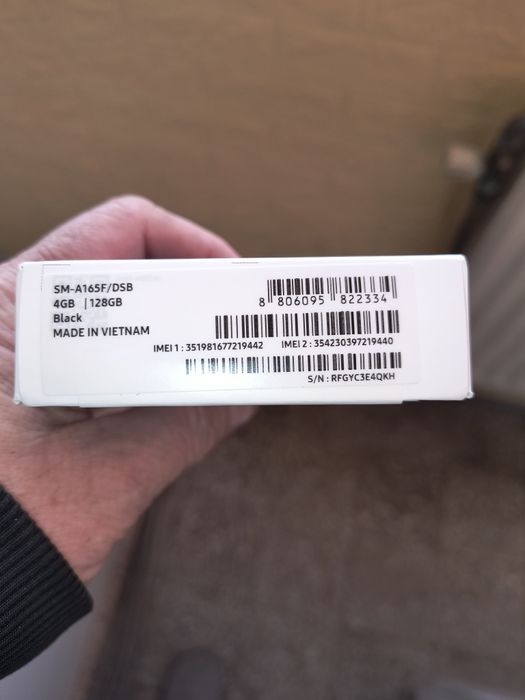 SM-A165F/DSB
4GB | 128GB
Black
MADE IN VIETNAM
8 806095 822334
IMEI 1 : 351981677219442 IMEI 2 : 354230397219440
S/N : RFGYC3E4QKH